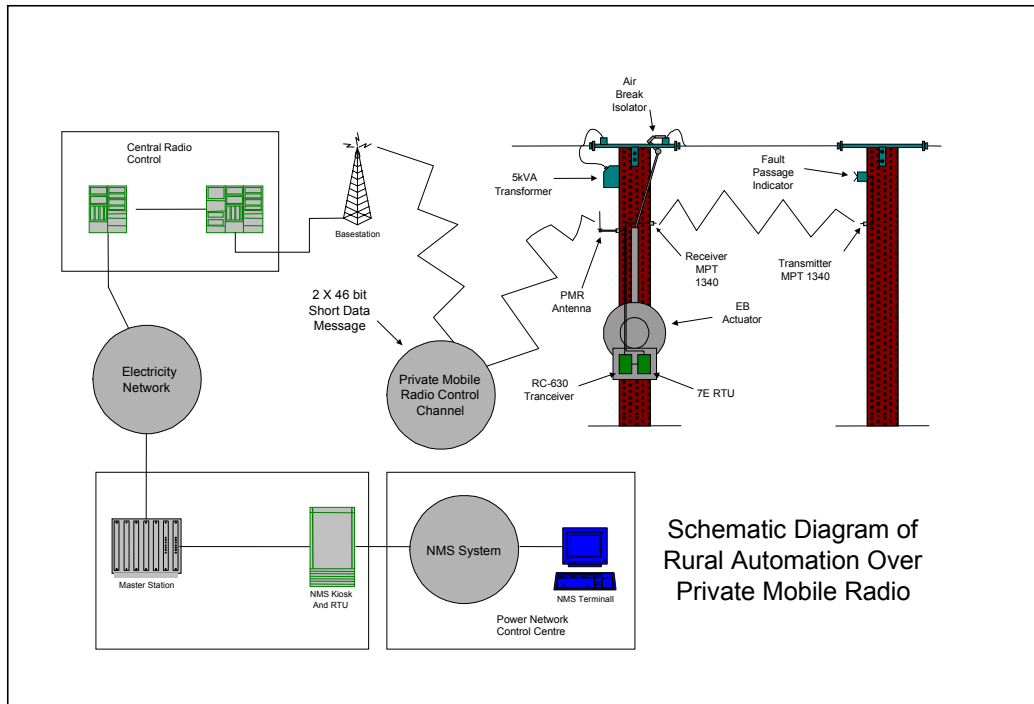 Central Radio
Control
Basestation
2 X 46 bit
Short Data
Message
Electricity
Network
Private Mobile
Radio Control
Channel
Air
Break
Isolator
5kVA
Transformer
Fault
Passage
Indicator
Receiver
MPT
1340
Transmitter
MPT 1340
PMR
Antenna
EB
Actuator
RC-630
Tranceiver
7E RTU
Master Station
NMS Kiosk
And RTU
NMS System
NMS Terminall
Power Network
Control Centre
Schematic Diagram of
Rural Automation Over
Private Mobile Radio